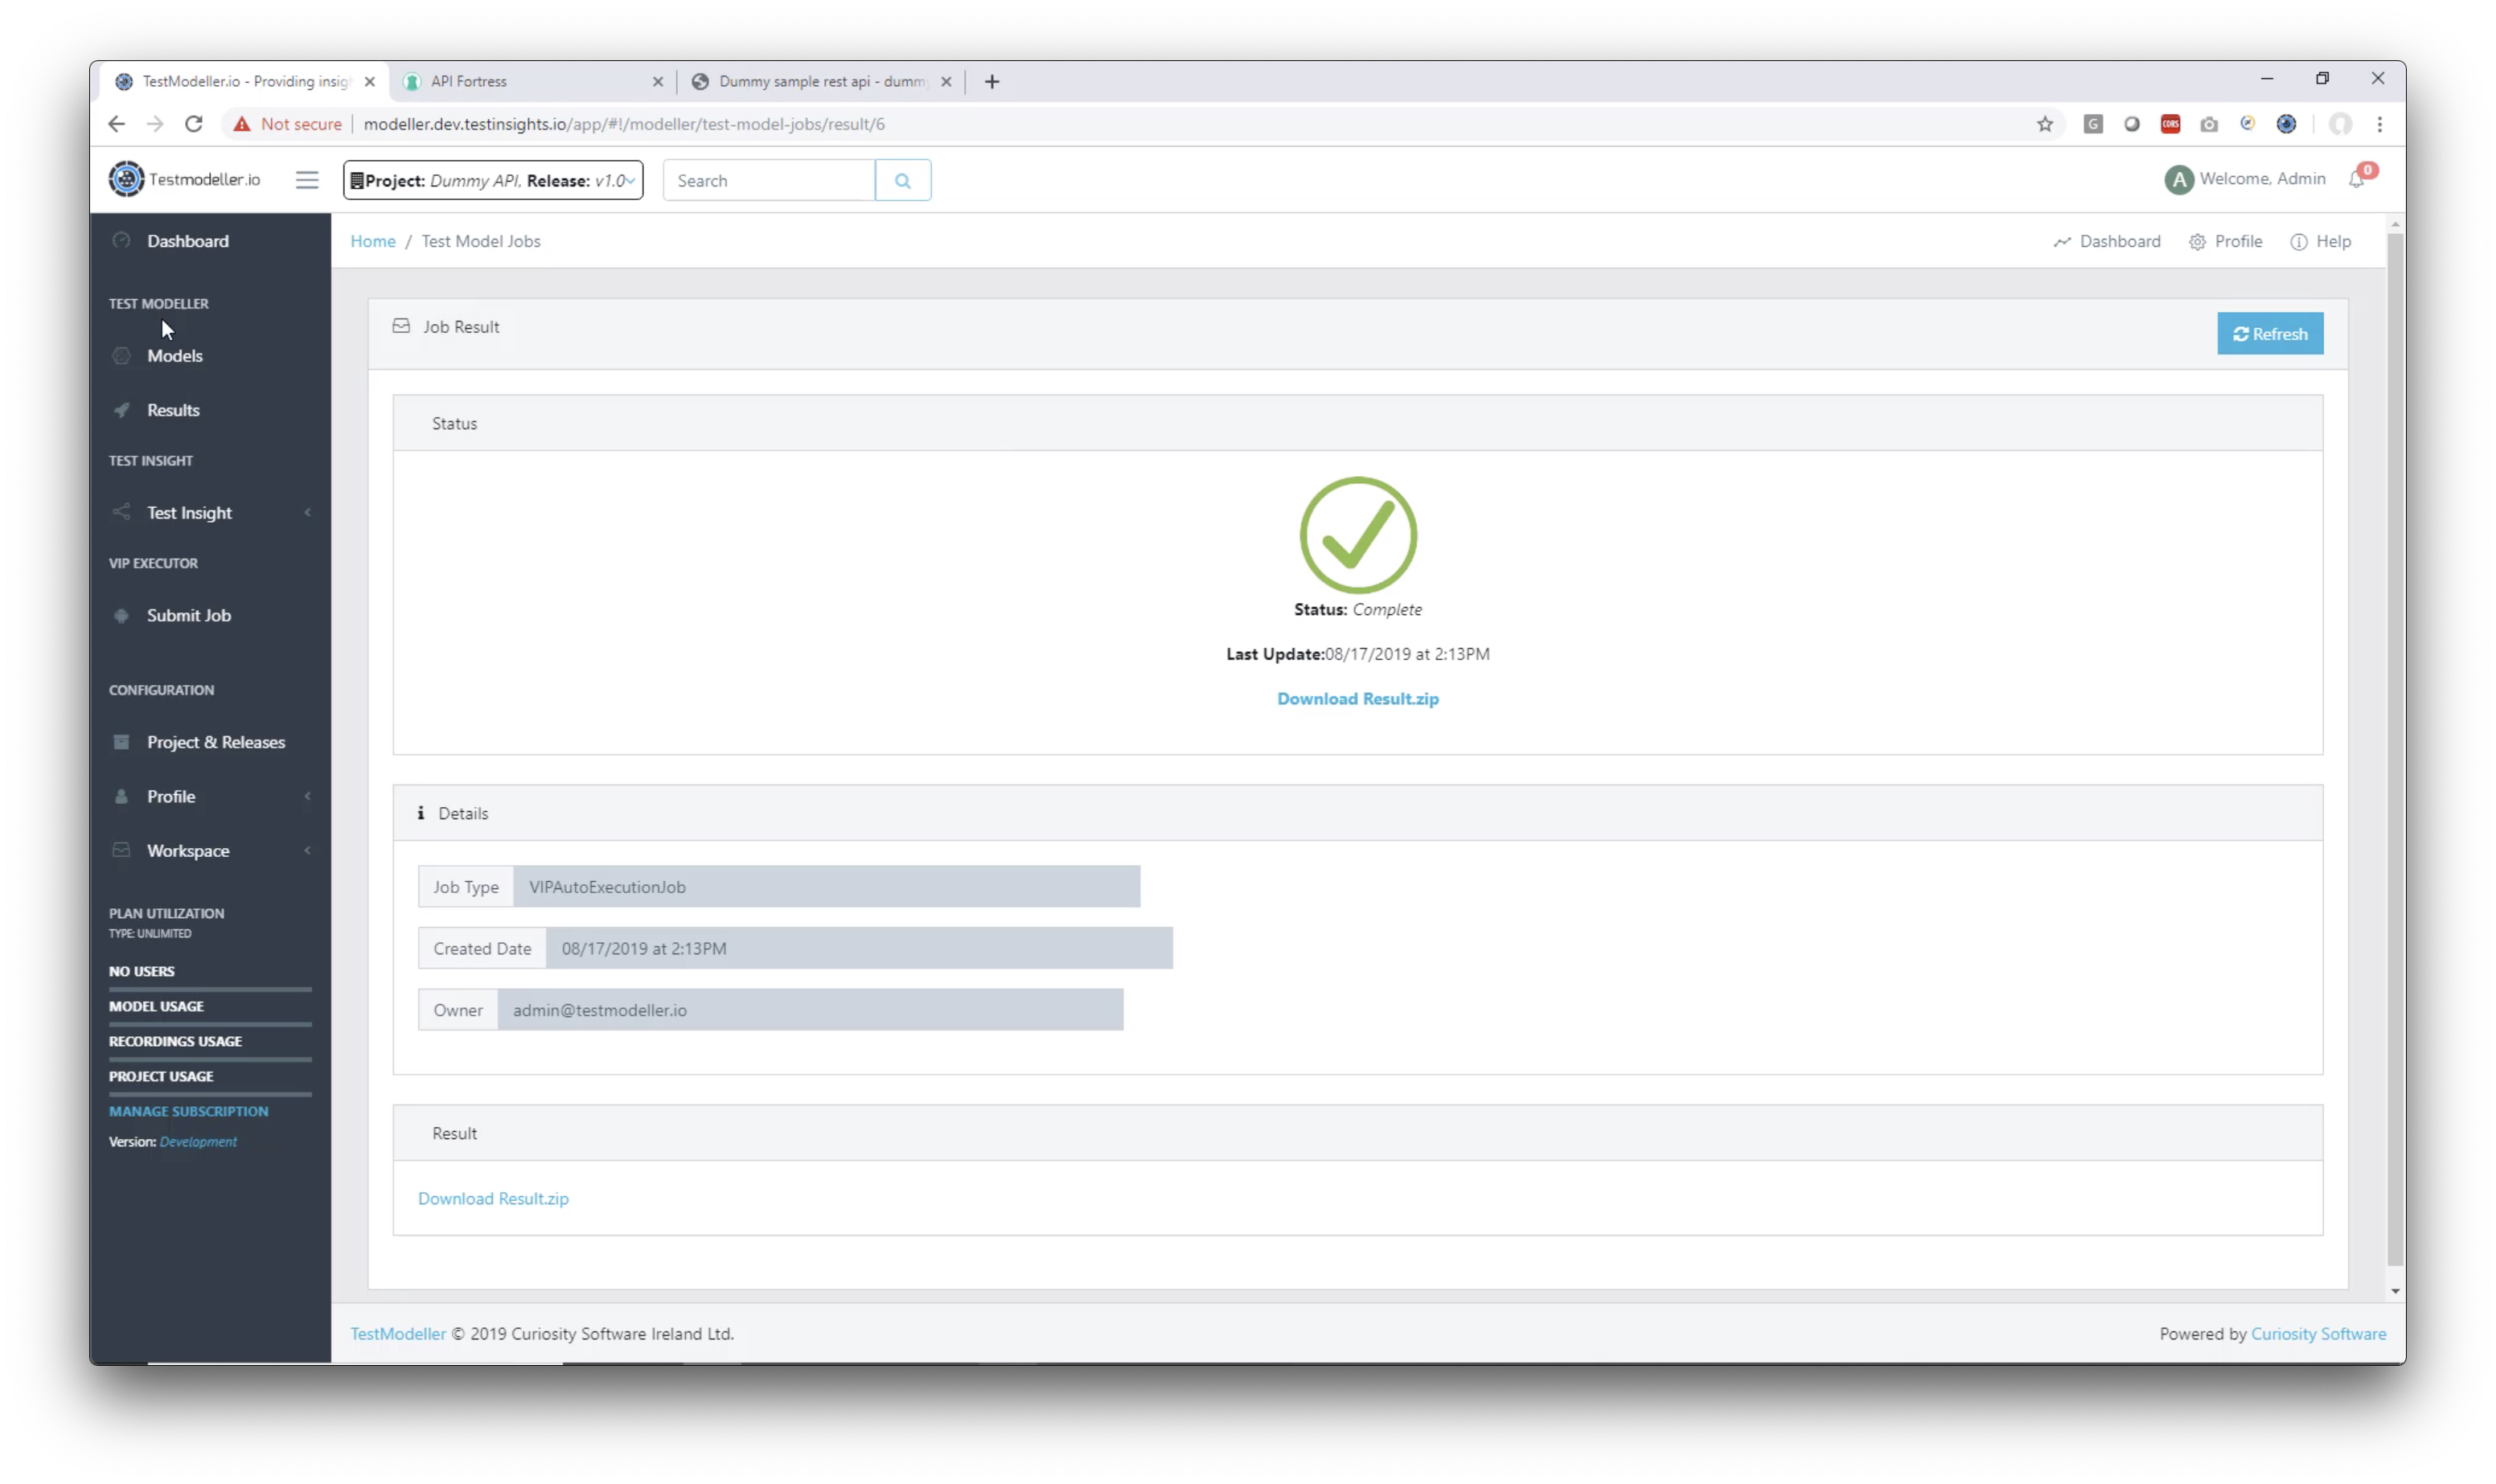 TestModeller.io - Providing insig
API Fortress
Dummy sample rest api - dumm
Not secure
modeller.dev.testinsights.io/app/#!/modeller/test-model-jobs/result/6
G
CORS
Testmodeller.io
Project: Dummy API, Release: v1.0
Search
A
Welcome, Admin
0
Dashboard
Home / Test Model Jobs
Dashboard
Profile
Help
TEST MODELLER
Models
Results
TEST INSIGHT
Test Insight
VIP EXECUTOR
Submit Job
CONFIGURATION
Project & Releases
Profile
Workspace
PLAN UTILIZATION
TYPE: UNLIMITED
NO USERS
MODEL USAGE
RECORDINGS USAGE
PROJECT USAGE
MANAGE SUBSCRIPTION
Version: Development
Job Result
Refresh
Status
Status: Complete
Last Update:08/17/2019 at 2:13PM
Download Result.zip
Details
Job Type VIPAutoExecutionJob
Created Date 08/17/2019 at 2:13PM
Owner admin@testmodeller.io
Result
Download Result.zip
TestModeller © 2019 Curiosity Software Ireland Ltd.
Powered by Curiosity Software